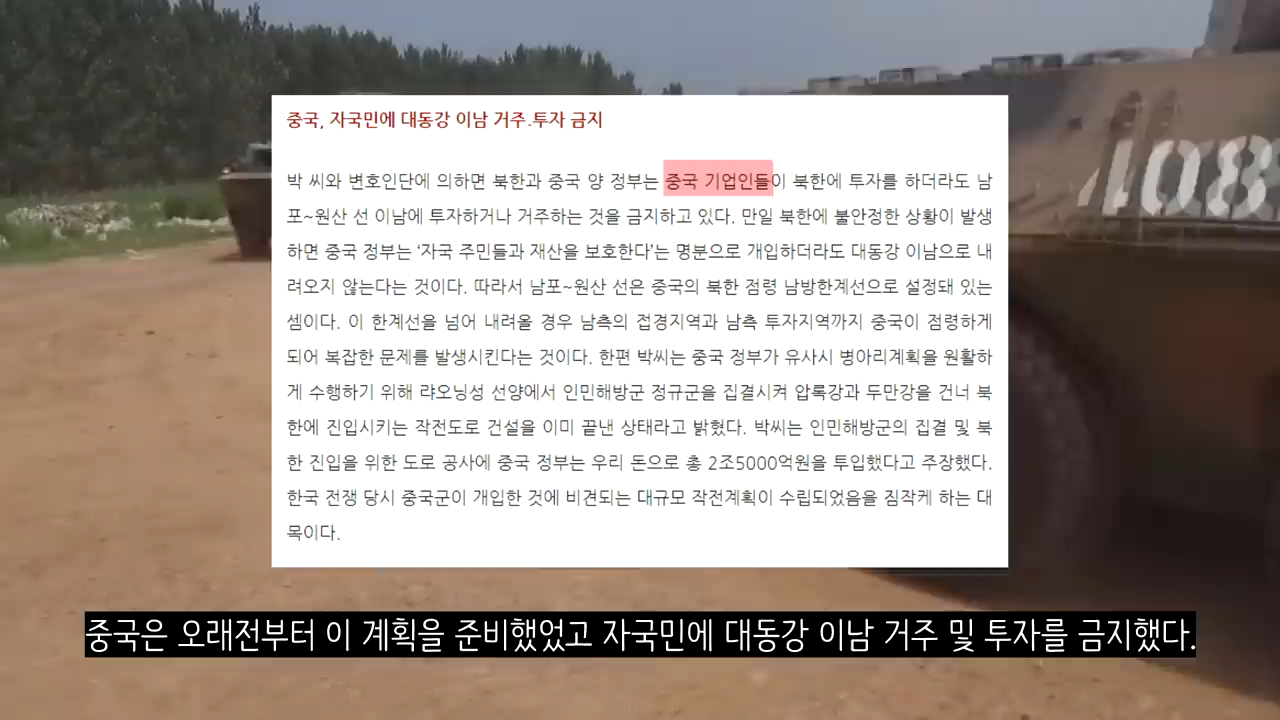 중국, 자국민에 대동강 이남 거주.투자 금지
박 씨와 변호인단에 의하면 북한과 중국 양 정부는 중국 기업인들이 북한에 투자를 하더라도 남
포~원산 선 이남에 투자하거나 거주하는 것을 금지하고 있다. 만일 북한에 불안정한 상황이 발생
하면 중국 정부는 ‘자국 주민들과 재산을 보호한다’는 명분으로 개입하더라도 대동강 이남으로 내
려오지 않는다는 것이다. 따라서 남포~원산 선은 중국의 북한 점령 남방한계선으로 설정돼 있는
셈이다. 이 한계선을 넘어 내려올 경우 남측의 접경지역과 남측 투자지역까지 중국이 점령하게
되어 복잡한 문제를 발생시킨다는 것이다. 한편 박씨는 중국 정부가 유사시 병아리계획을 원활하
게 수행하기 위해 랴오닝성 선양에서 인민해방군 정규군을 집결시켜 압록강과 두만강을 건너 북
한에 진입시키는 작전도로 건설을 이미 끝낸 상태라고 밝혔다. 박씨는 인민해방군의 집결 및 북
한 진입을 위한 도로 공사에 중국 정부는 우리 돈으로 총 2조5000억원을 투입했다고 주장했다.
한국 전쟁 당시 중국군이 개입한 것에 비견되는 대규모 작전계획이 수립되었음을 짐작케 하는 대
목이다.
108
중국은 오래전부터 이 계획을 준비했었고 자국민에 대동강 이남 거주 및 투자를 금지했다.